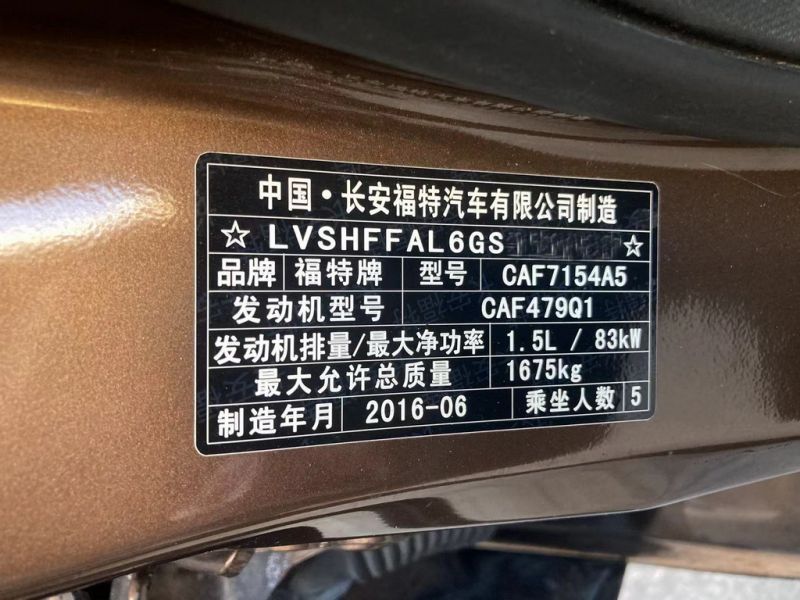 中国·长安福特汽车有限公司制造
☆LVSHFFAL6GS ☆
品牌 福特牌 型号 CAF7154A5
发动机型号 CAF479Q1
发动机排量/最大净功率 1.5L / 83kW
最大允许总质量 1675kg
制造年月 2016-06 乘坐人数 5